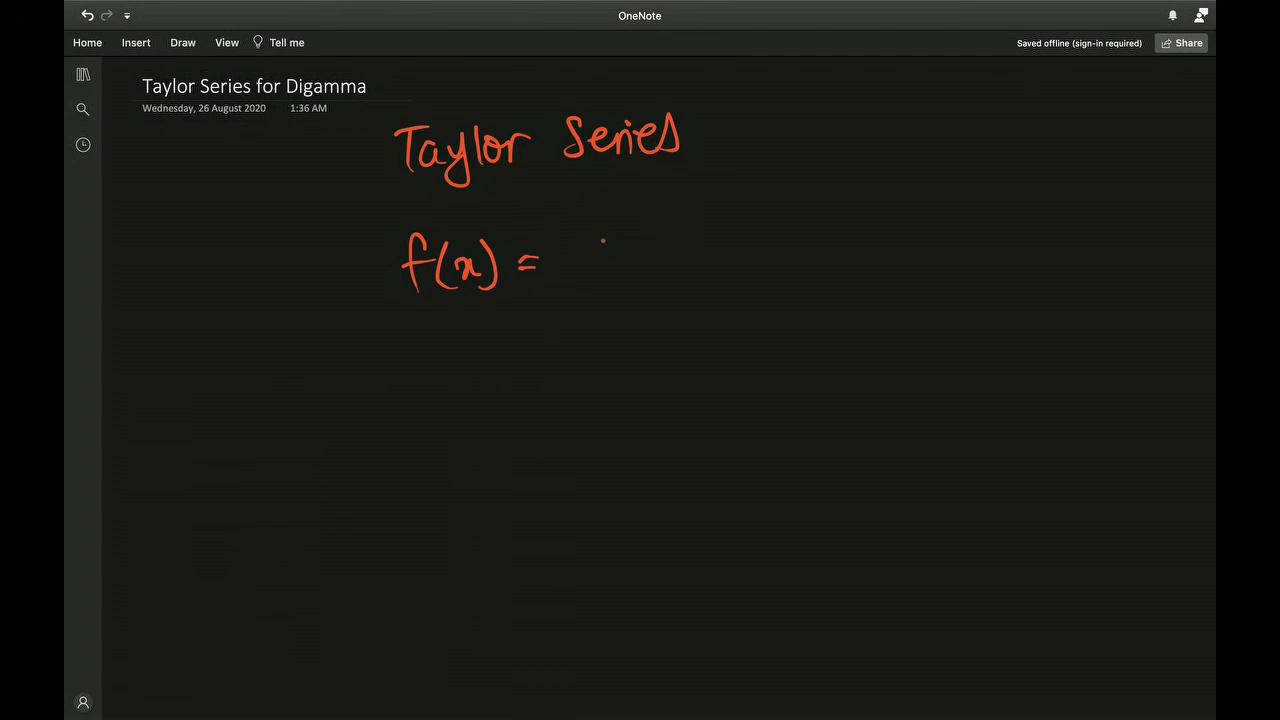 OneNote
Home Insert Draw View Tell me
Saved offline (sign-in required) Share
Taylor Series for Digamma
Wednesday, 26 August 2020 1:36 AM
Taylor Series
f(x) =